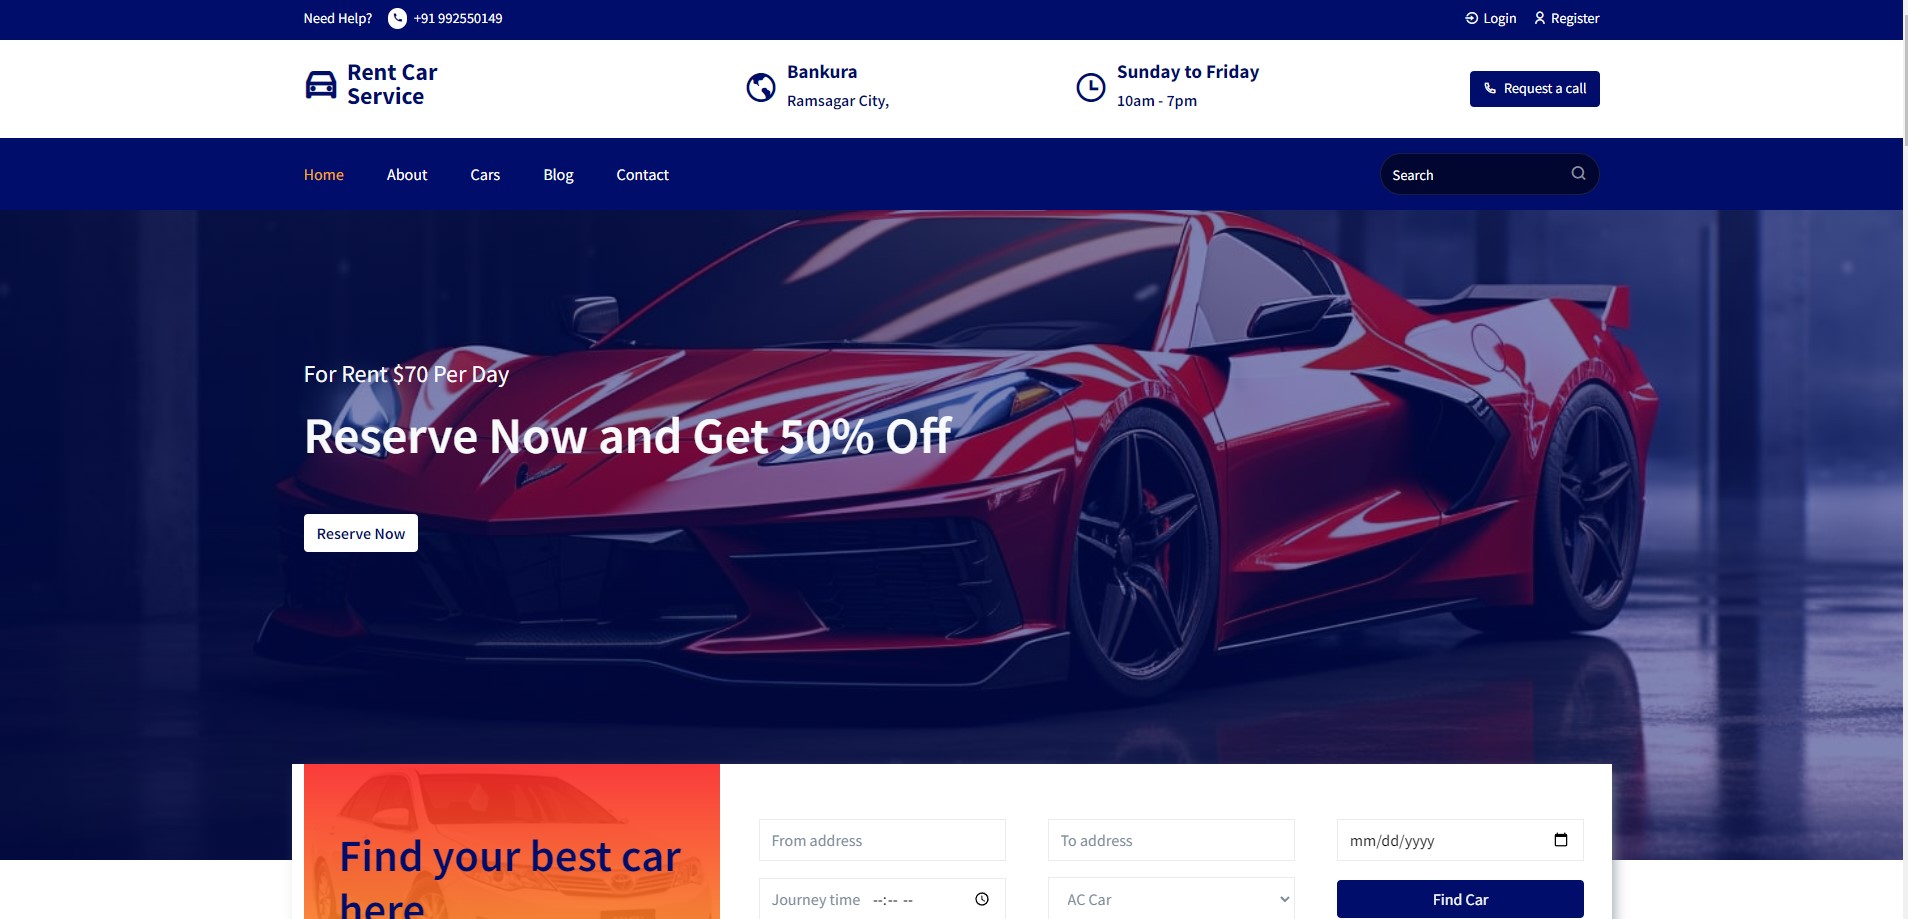 Need Help? +91 992550149 Login Register
Rent Car
Service
Bankura
Ramsagar City,
Sunday to Friday
10am - 7pm
Request a call
Home About Cars Blog Contact Search
For Rent $70 Per Day
Reserve Now and Get 50% Off
Reserve Now
Find your best car
here
From address To address mm/dd/yyyy
Journey time --:-- -- AC Car Find Car